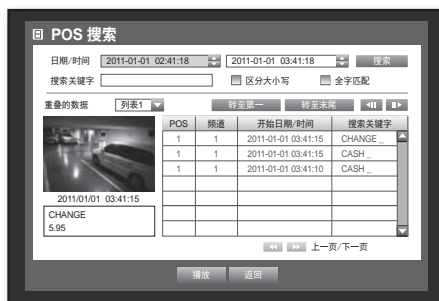 POS 搜索
日期/时间 2011-01-01 02:41:18 2011-01-01 03:41:18 搜索
搜索关键字 区分大小写 全字匹配
重叠的数据 列表1 转至第一 转至末尾
POS 频道 开始日期/时间 搜索关键字
1 1 2011-01-01 03:41:15 CHANGE _
1 1 2011-01-01 03:41:15 CASH _
1 1 2011-01-01 03:41:10 CASH _
2011/01/01 03:41:15
CHANGE
5.95
上一页/下一页
播放 返回